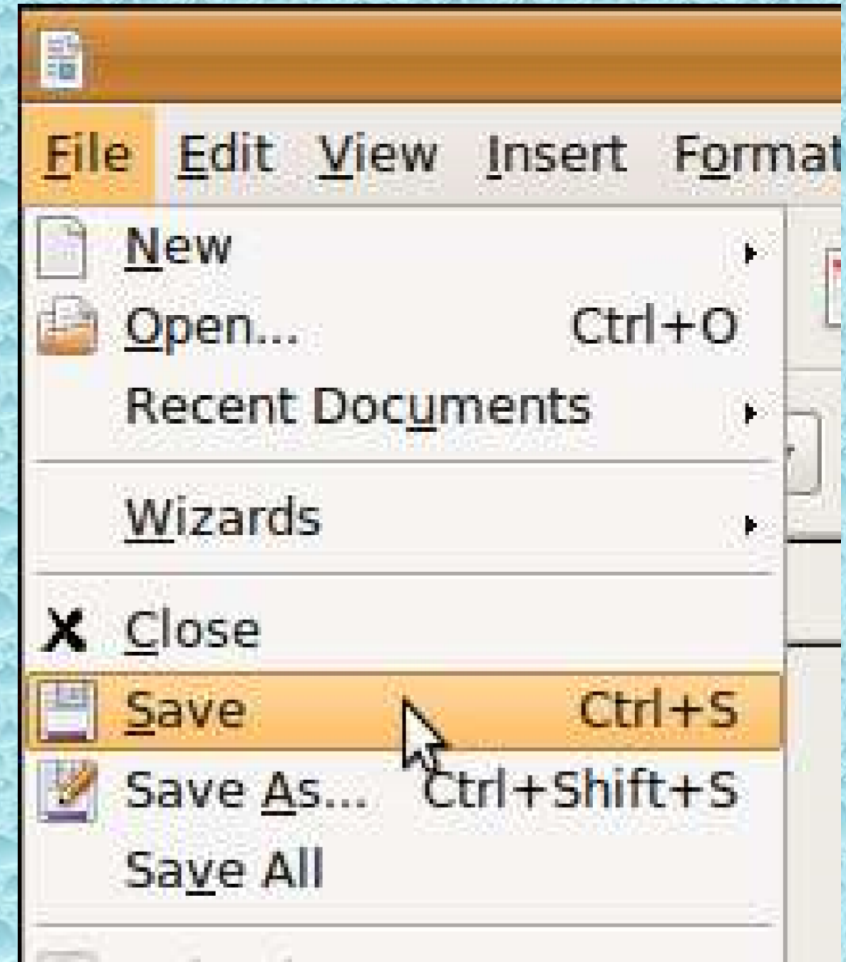 File Edit View Insert Format
New
Open... Ctrl+O
Recent Documents
Wizards
Close
Save Ctrl+S
Save As... Ctrl+Shift+S
Save All